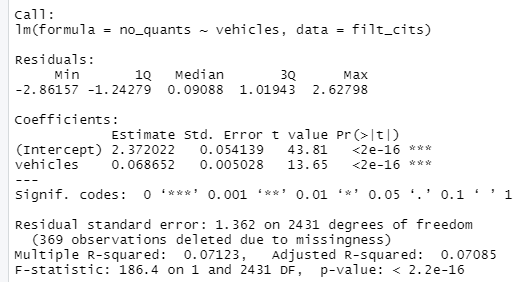 Call:
lm(formula = no_quants ~ vehicles, data = filt_cits)
Residuals:
Min 1Q Median 3Q Max
-2.86157 -1.24279 0.09088 1.01943 2.62798
Coefficients:
Estimate Std. Error t value Pr(>|t|)
(Intercept) 2.372022 0.054139 43.81 <2e-16 ***
vehicles 0.068652 0.005028 13.65 <2e-16 ***
---
Signif. codes: 0 ‘***’ 0.001 ‘**’ 0.01 ‘*’ 0.05 ‘.’ 0.1 ‘ ’ 1
Residual standard error: 1.362 on 2431 degrees of freedom
(369 observations deleted due to missingness)
Multiple R-squared: 0.07123, Adjusted R-squared: 0.07085
F-statistic: 186.4 on 1 and 2431 DF, p-value: < 2.2e-16